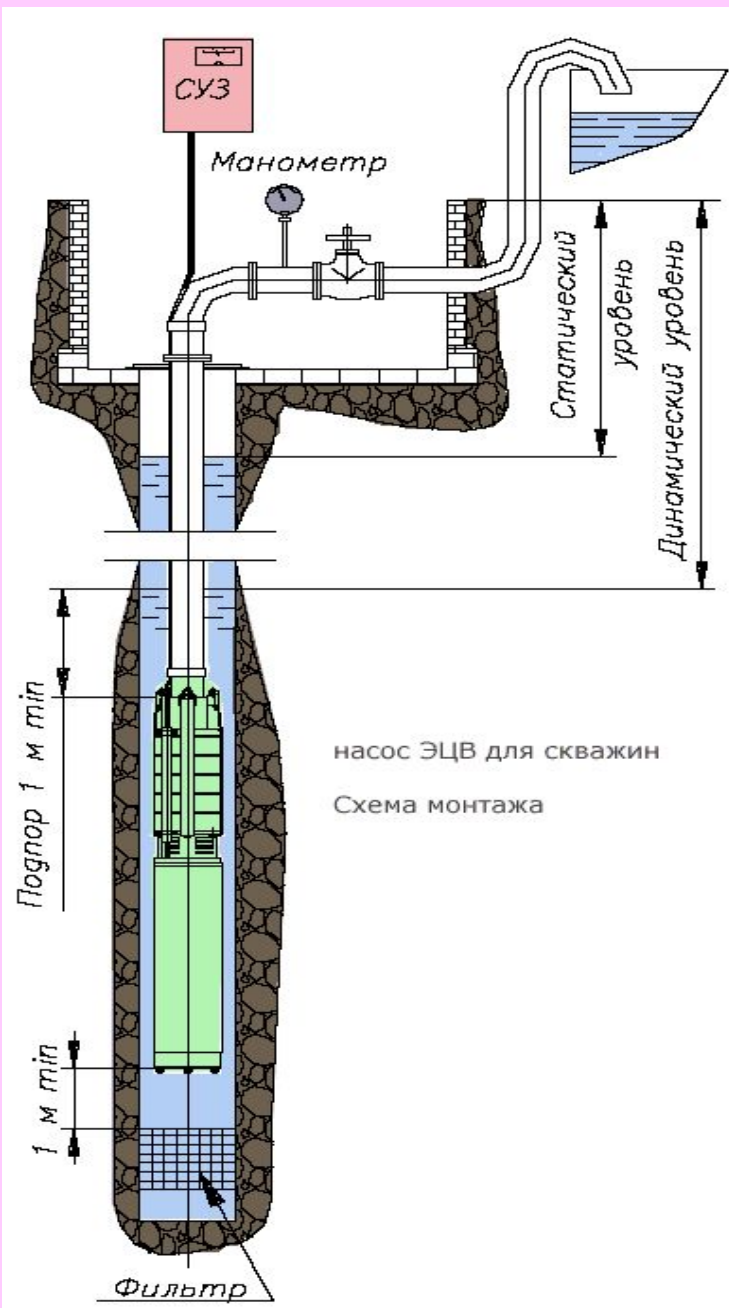 СУЗ
Манометр
Статический
уровень
Динамический уровень
Подпор 1 м min
насос ЭЦВ для скважин
Схема монтажа
1 м min
Фильтр